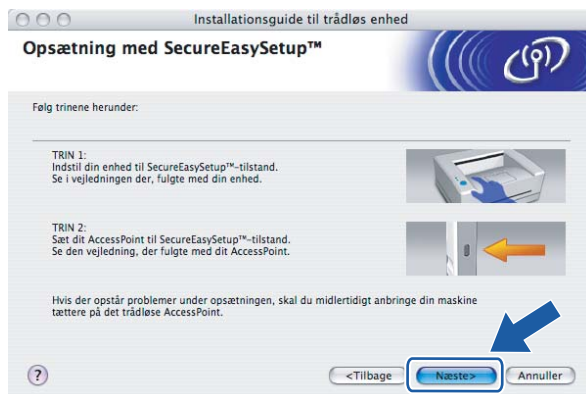 Installationsguide til trådløs enhed
Opsætning med SecureEasySetup™
Følg trinene herunder:
TRIN 1:
Indstil din enhed til SecureEasySetup™-tilstand.
Se i vejledningen der, fulgte med din enhed.
TRIN 2:
Sæt dit AccessPoint til SecureEasySetup™-tilstand.
Se den vejledning, der fulgte med dit AccessPoint.
Hvis der opstår problemer under opsætningen, skal du midlertidigt anbringe din maskine
tættere på det trådløse AccessPoint.
?
<Tilbage
Næste>
Annuller